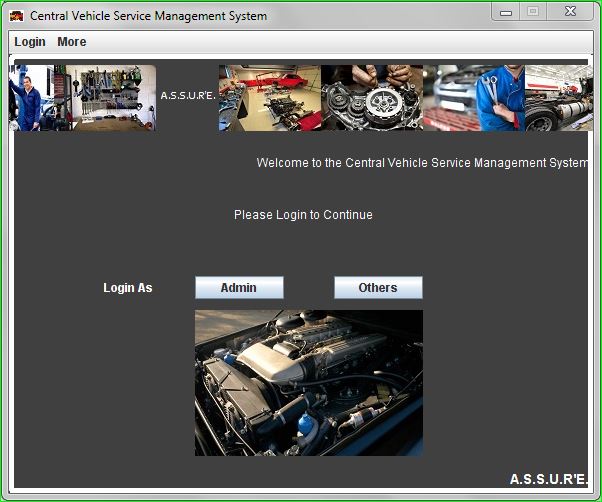 Central Vehicle Service Management System
Login More
A.S.S.U.R'E.
Welcome to the Central Vehicle Service Management System
Please Login to Continue
Login As Admin Others
A.S.S.U.R'E.